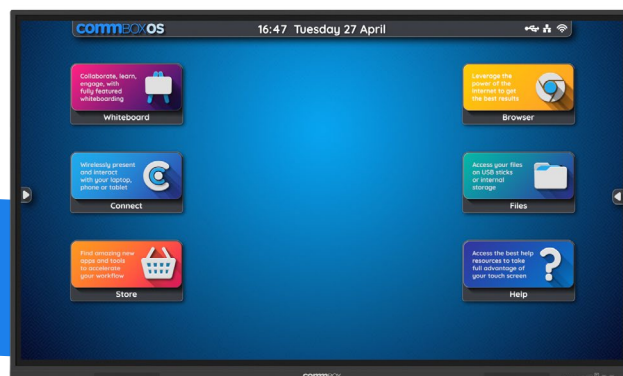 commBOXOS
16:47 Tuesday 27 April
Collaborate, learn,
engage, with
fully featured
whiteboarding
Whiteboard
Leverage the
power of the
internet to get
the best results
Browser
Wirelessly present
and interact
with your laptop,
phone or tablet
Connect
Access your files
on USB sticks
or internal
storage
Files
Find amazing new
apps and tools
to accelerate
your workflow
Store
Access the best help
resources to take
full advantage of
your touch screen
Help
commBOX